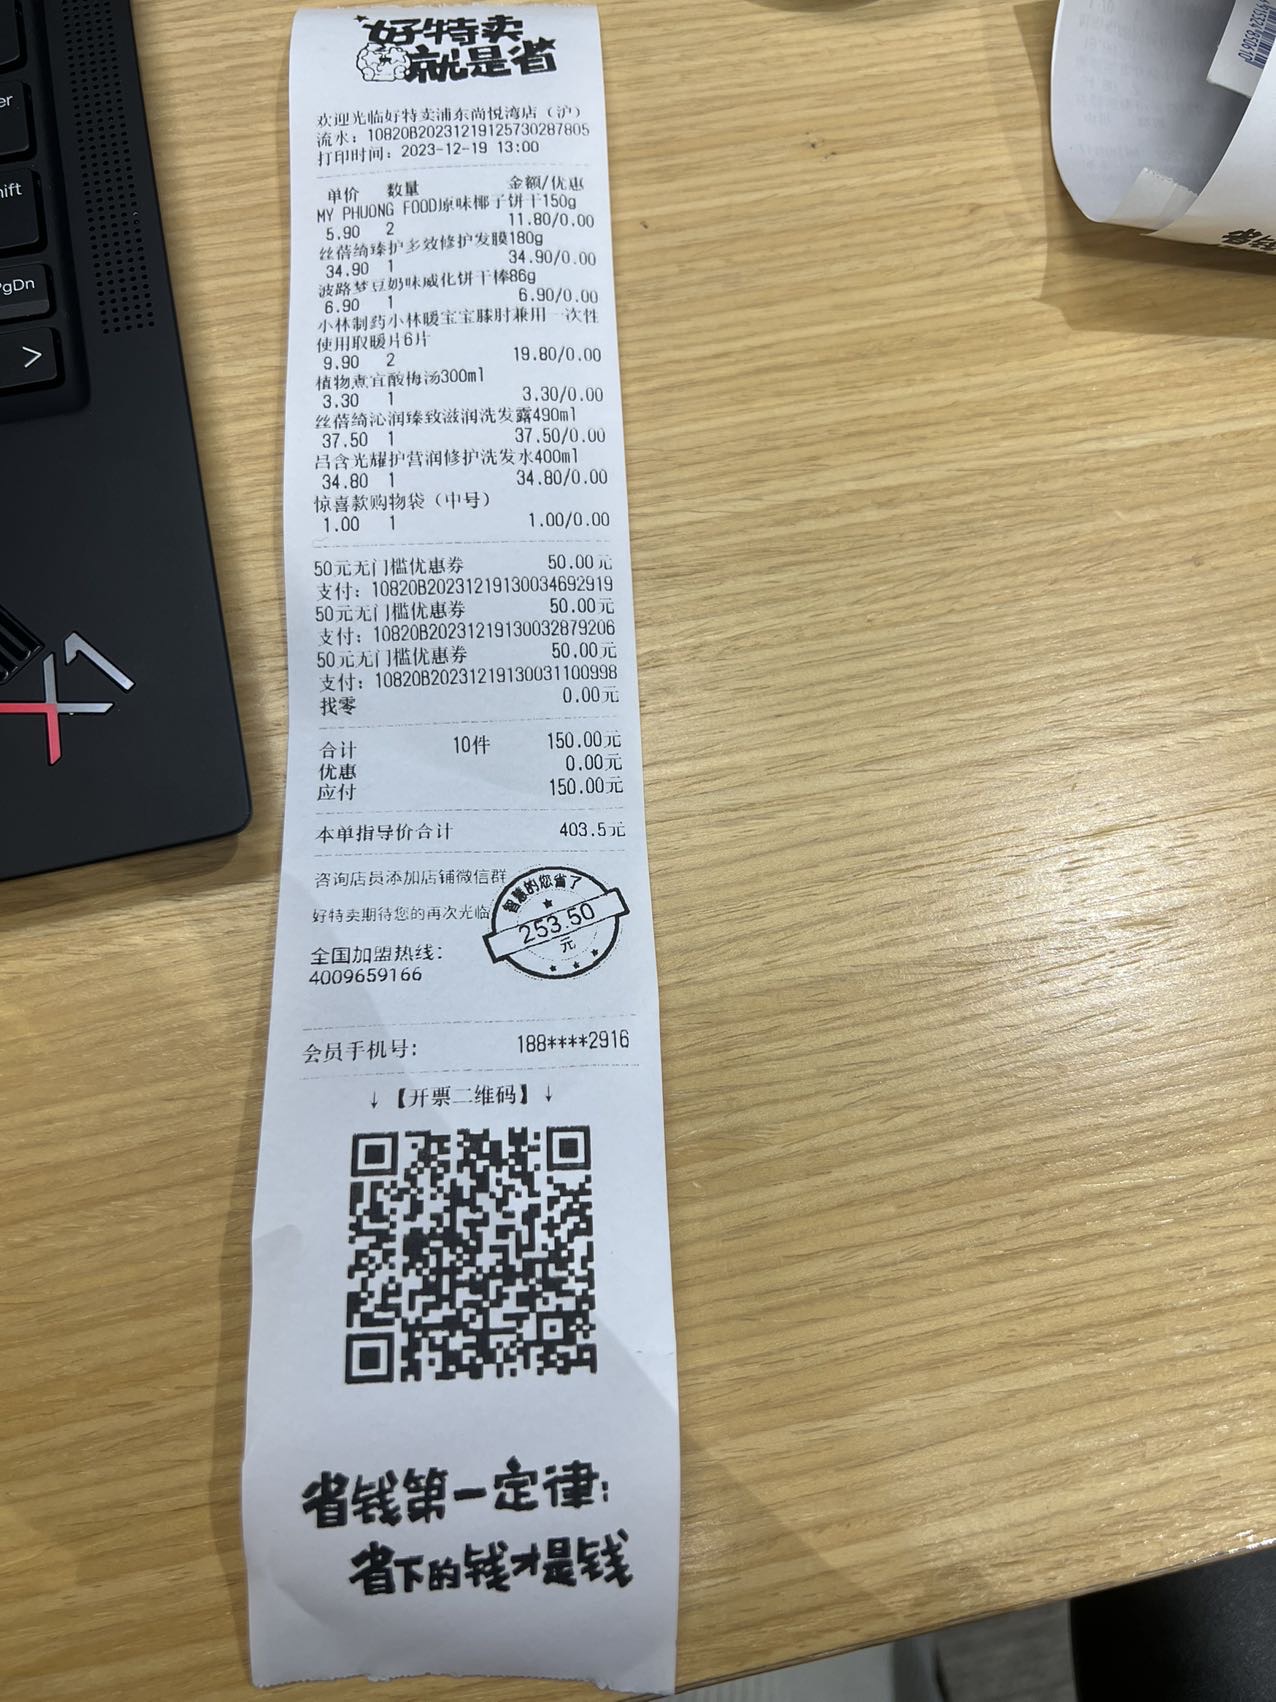 好特卖
就是省
欢迎光临好特卖浦东尚悦湾店（沪）
流水：10820B20231219125730287805
打印时间：2023-12-19 13:00
单价 数量 金额/优惠
MY PHUONG FOOD原味椰子饼干150g
5.90 2 11.80/0.00
丝蓓绮臻护多效修护发膜180g
34.90 1 34.90/0.00
波路梦豆奶味威化饼干棒86g
6.90 1 6.90/0.00
小林制药小林暖宝宝膝肘兼用一次性
使用取暖片6片
9.90 2 19.80/0.00
植物煮宜酸梅汤300ml
3.30 1 3.30/0.00
丝蓓绮沁润臻致滋润洗发露490ml
37.50 1 37.50/0.00
吕含光耀护营润修护洗发水400ml
34.80 1 34.80/0.00
惊喜款购物袋（中号）
1.00 1 1.00/0.00
50元无门槛优惠券 50.00元
支付：10820B20231219130034692919
50元无门槛优惠券 50.00元
支付：10820B20231219130032879206
50元无门槛优惠券 50.00元
支付：10820B20231219130031100998
找零 0.00元
合计 10件 150.00元
优惠 0.00元
应付 150.00元
本单指导价合计 403.5元
咨询店员添加店铺微信群
好特卖期待您的再次光临
智慧的您省了
253.50
元
全国加盟热线：
4009659166
会员手机号： 188****2916
↓【开票二维码】↓
省钱第一定律：
省下的钱才是钱
Shift
PgDn
>
X1